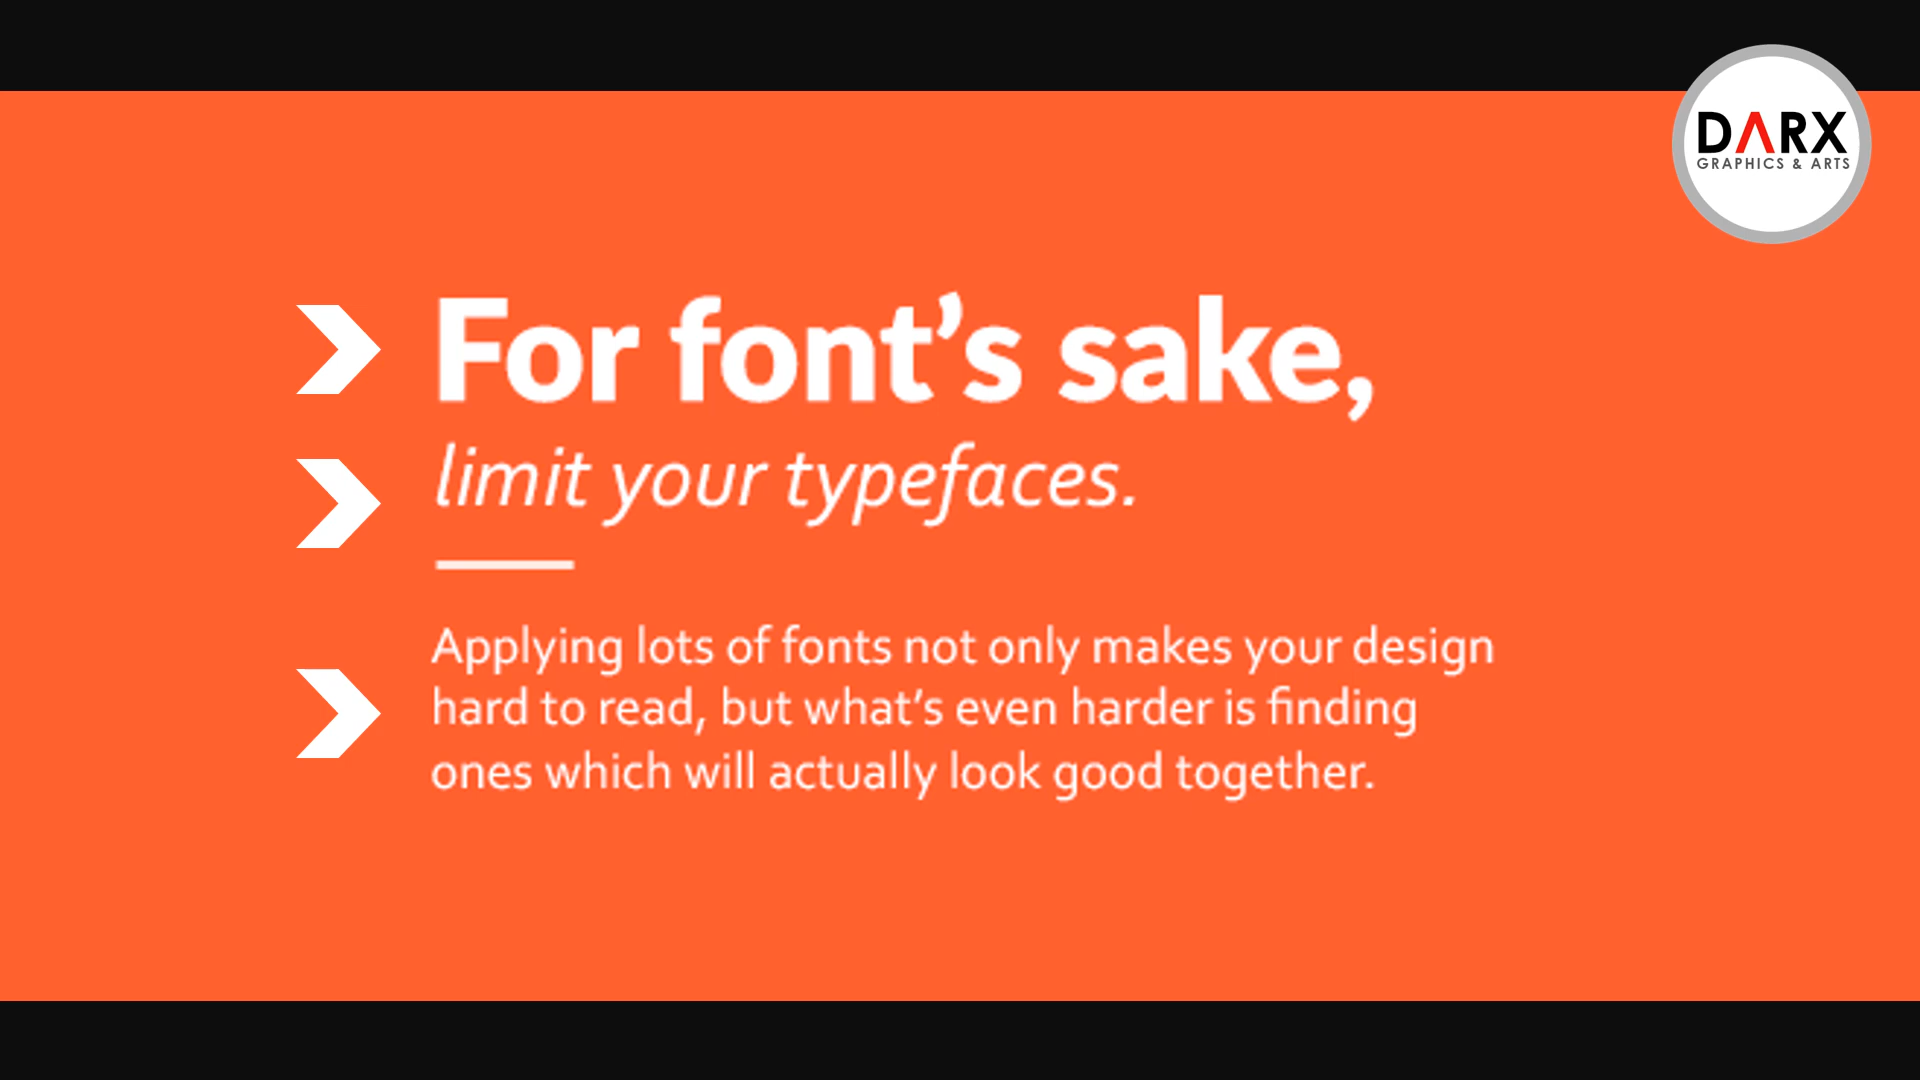 DARX
GRAPHICS & ARTS
For font’s sake,
limit your typefaces.
Applying lots of fonts not only makes your design
hard to read, but what’s even harder is finding
ones which will actually look good together.